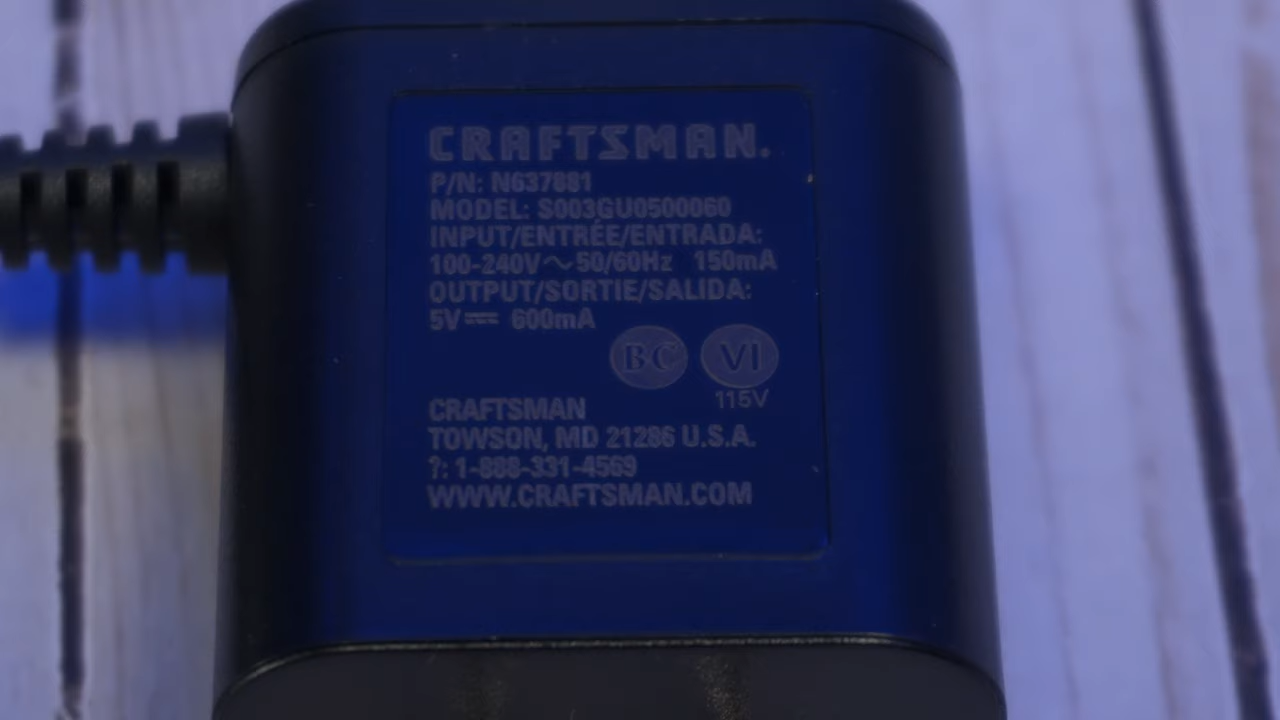 CRAFTSMAN.
P/N: N637881
MODEL: S003GU0500060
INPUT/ENTRÉE/ENTRADA:
100-240V～50/60Hz 150mA
OUTPUT/SORTIE/SALIDA:
5V⎓ 600mA
BC VI
115V
CRAFTSMAN
TOWSON, MD 21286 U.S.A.
?: 1-888-331-4569
WWW.CRAFTSMAN.COM